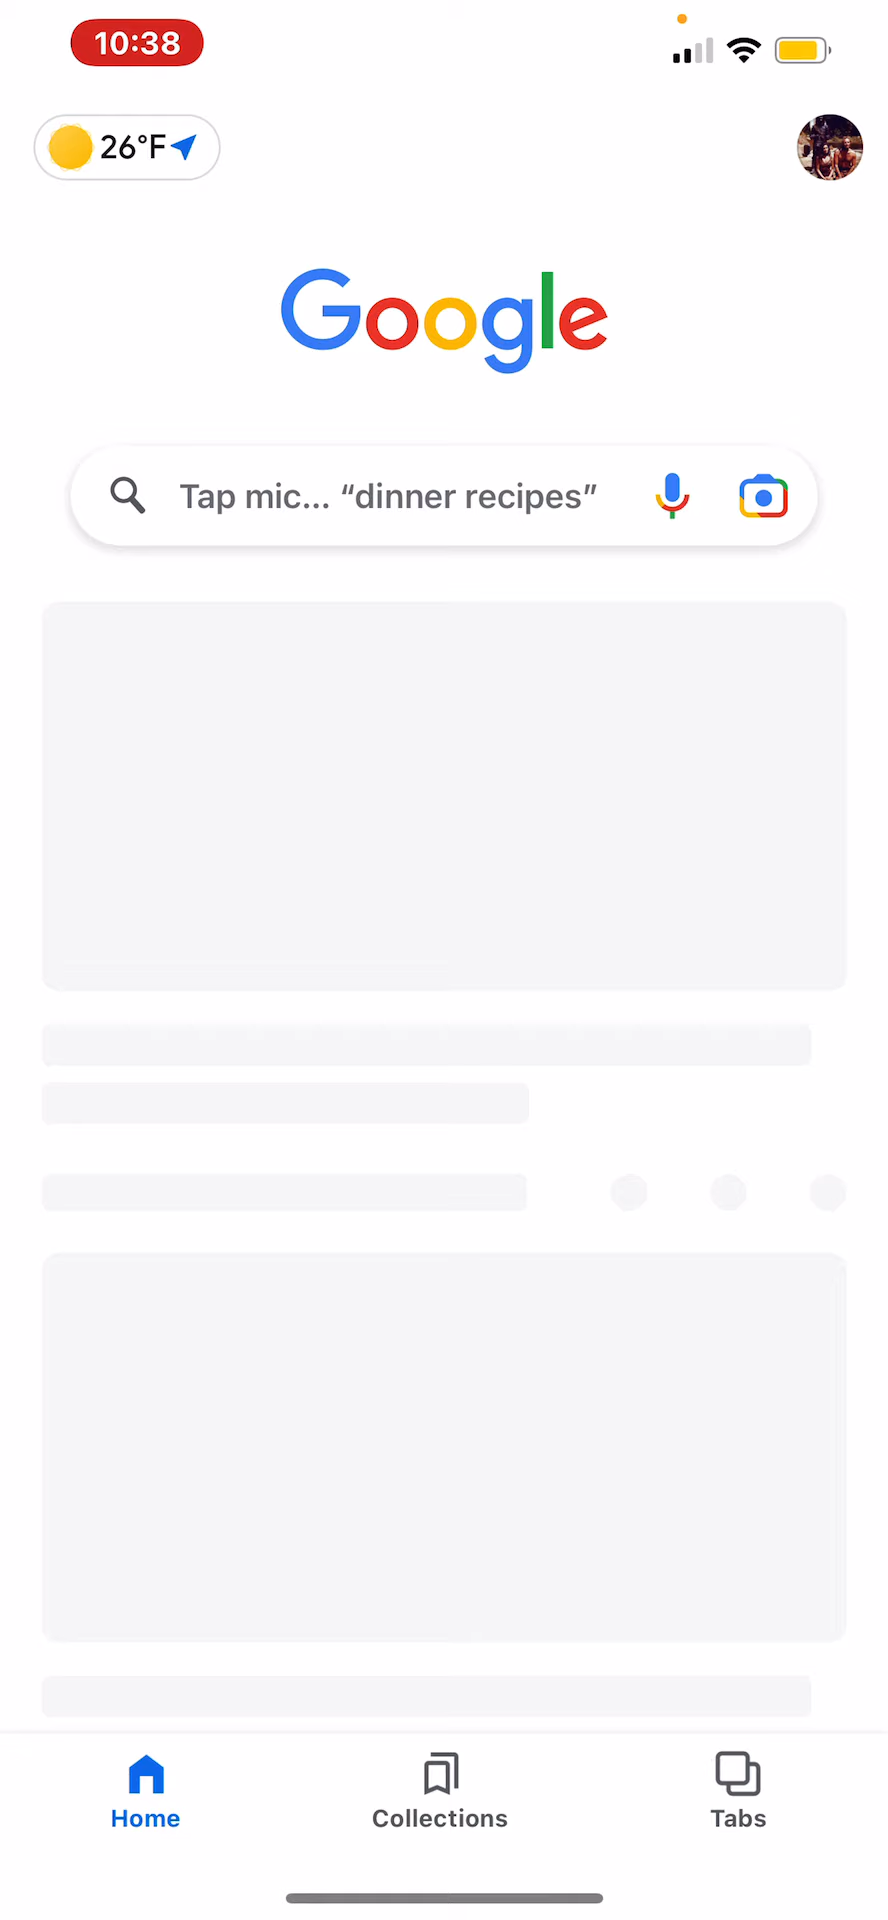 10:38
26°F
Google
Tap mic... “dinner recipes”
Home
Collections
Tabs